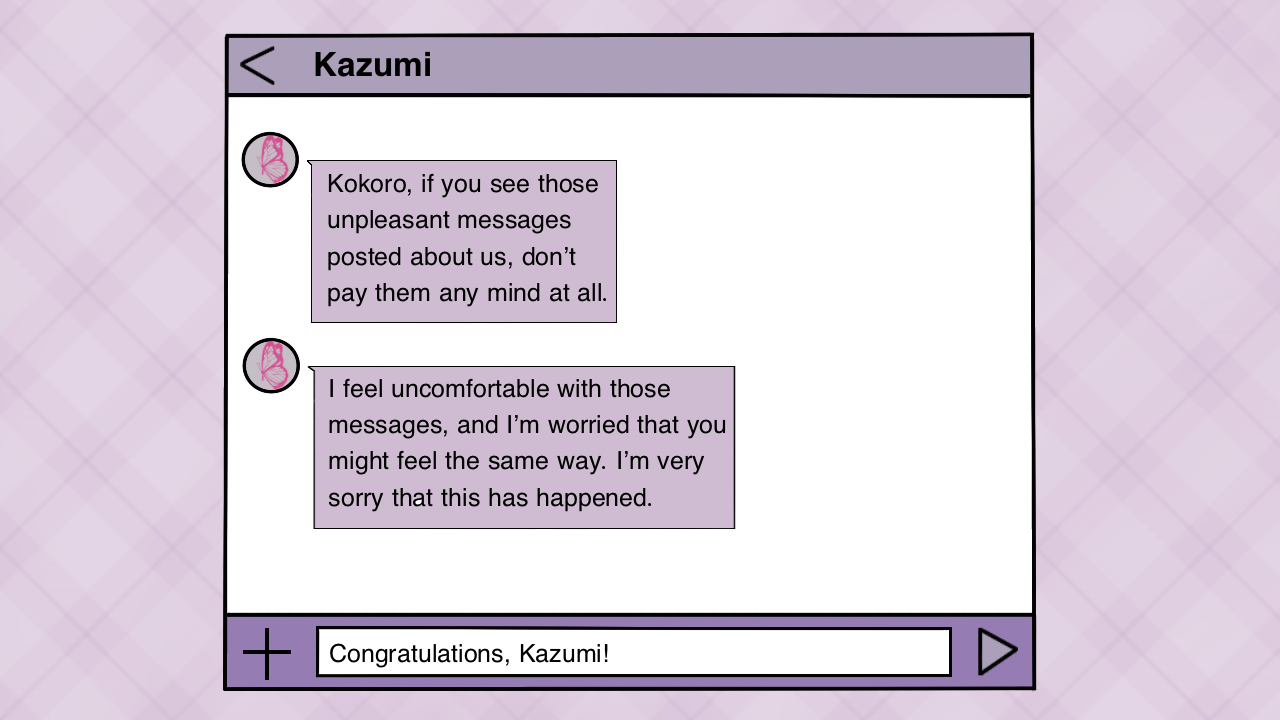 Kazumi
Kokoro, if you see those
unpleasant messages
posted about us, don’t
pay them any mind at all.
I feel uncomfortable with those
messages, and I’m worried that you
might feel the same way. I’m very
sorry that this has happened.
Congratulations, Kazumi!